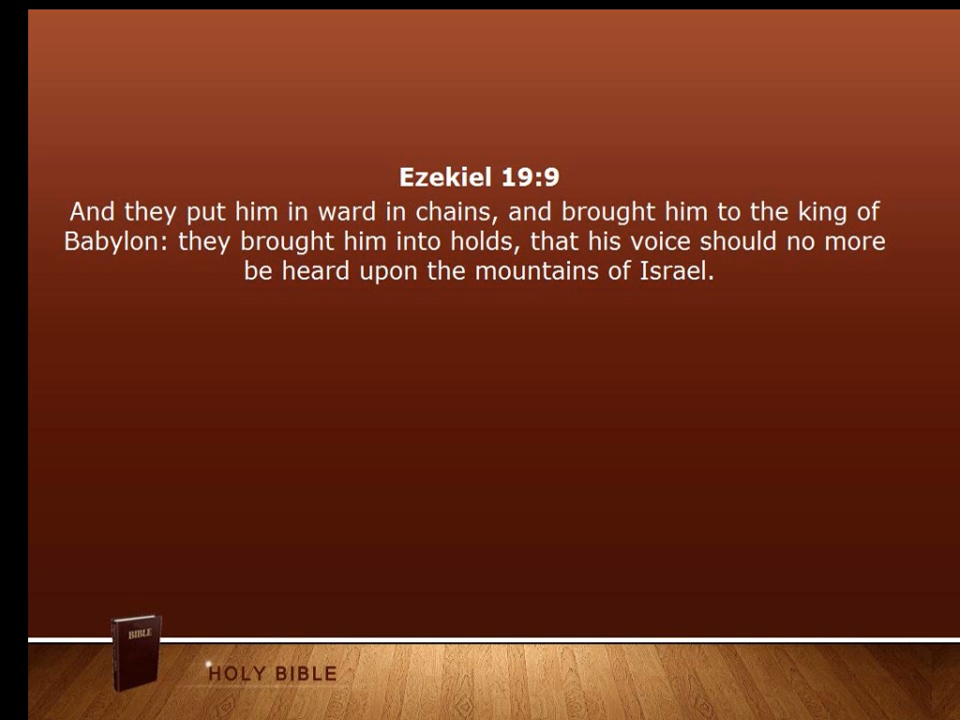 Ezekiel 19:9
And they put him in ward in chains, and brought him to the king of
Babylon: they brought him into holds, that his voice should no more
be heard upon the mountains of Israel.
BIBLE
HOLY BIBLE